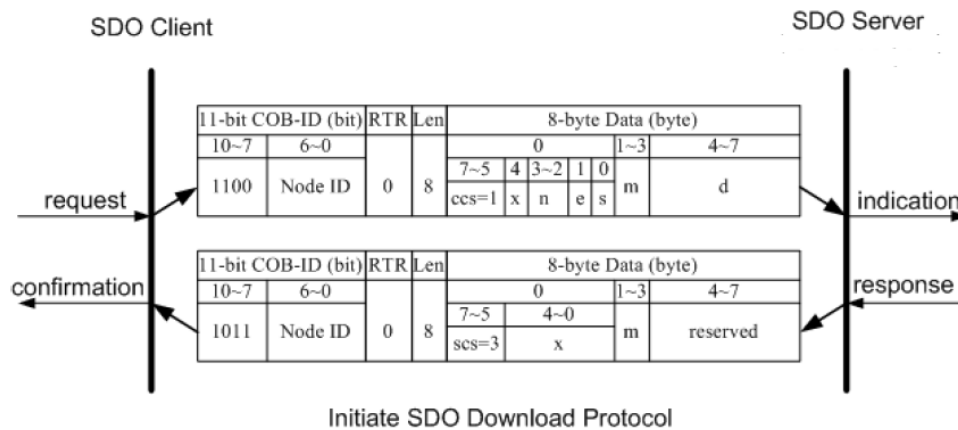 SDO Client
SDO Server
11-bit COB-ID (bit) RTR Len 8-byte Data (byte)
10~7 6~0 0 1~3 4~7
7~5 4 3~2 1 0
request 1100 Node ID 0 8 ccs=1 x n e s m d indication
11-bit COB-ID (bit) RTR Len 8-byte Data (byte)
confirmation 10~7 6~0 0 1~3 4~7 response
7~5 4~0
1011 Node ID 0 8 scs=3 x m reserved
Initiate SDO Download Protocol